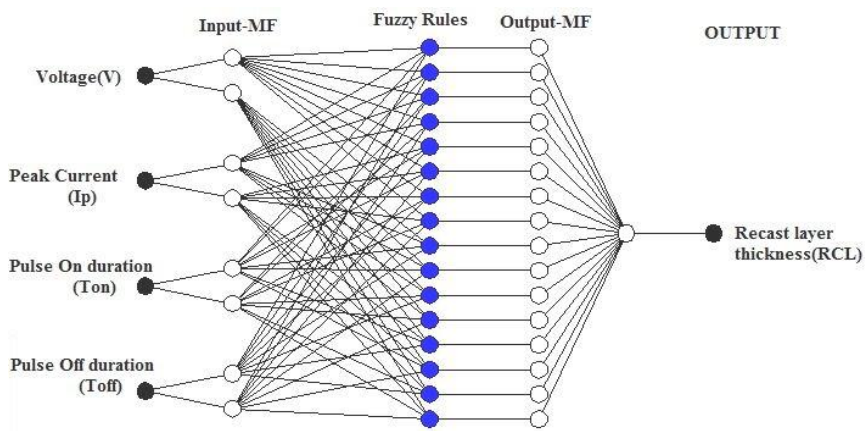 Input-MF
Fuzzy Rules
Output-MF
OUTPUT
Voltage(V)
Peak Current
(Ip)
Pulse On duration
(Ton)
Pulse Off duration
(Toff)
Recast layer
thickness(RCL)